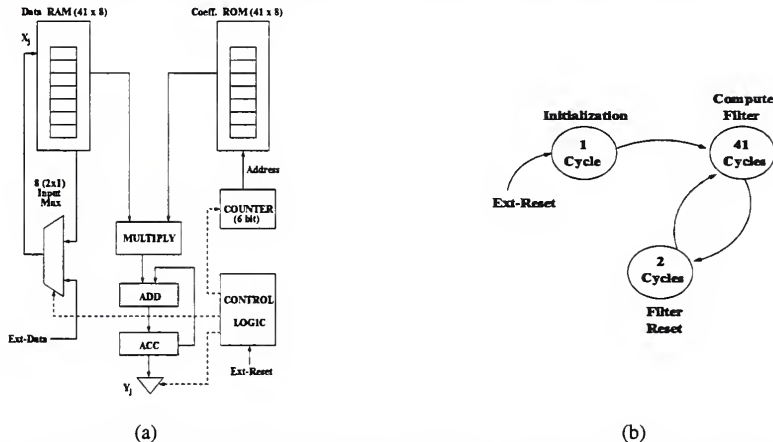 Data RAM (41 x 8)
Coeff. ROM (41 x 8)
Xj
8 (2x1)
Input
Mux
Address
COUNTER
(6 bit)
MULTIPLY
ADD
CONTROL
LOGIC
ACC
Ext-Data
Ext-Reset
Yj
(a)
Initialization
1
Cycle
Compute
Filter
41
Cycles
Ext-Reset
2
Cycles
Filter
Reset
(b)